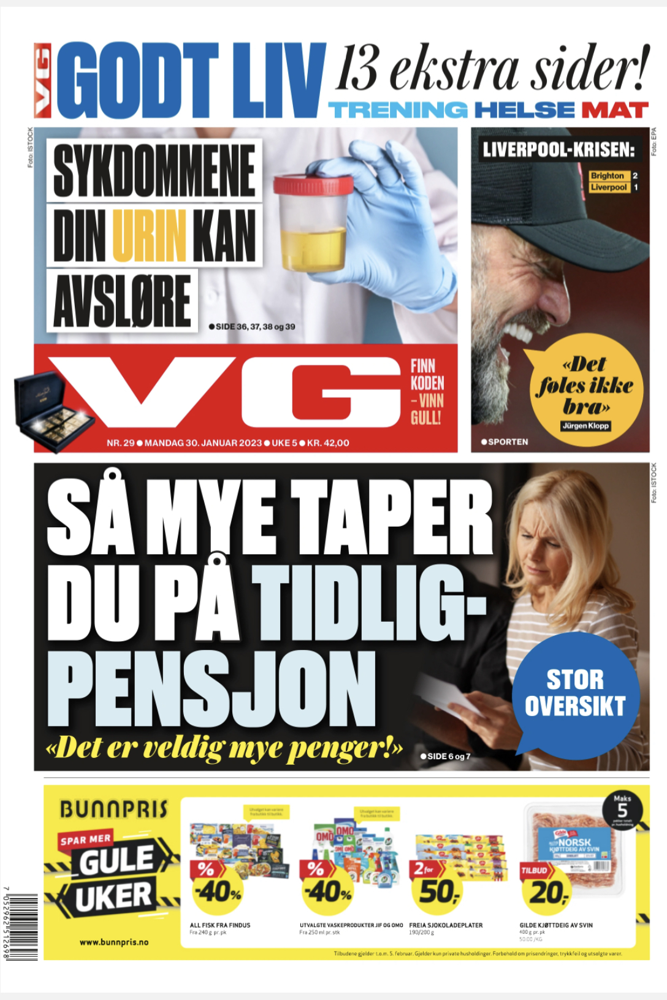 VG
GODT LIV
13 ekstra sider!
TRENING HELSE MAT
Foto: ISTOCK
SYKDOMMENE
DIN URIN KAN
AVSLØRE
●SIDE 36, 37, 38 og 39
Foto: EPA
LIVERPOOL-KRISEN:
Brighton 2
Liverpool 1
«Det
føles ikke
bra»
Jürgen Klopp
●SPORTEN
VG
FINN
KODEN
– VINN
GULL!
NR. 29 ● MANDAG 30. JANUAR 2023 ● UKE 5 ● KR. 42,00
Foto: ISTOCK
SÅ MYE TAPER
DU PÅ TIDLIG-
PENSJON
«Det er veldig mye penger!»
●SIDE 6 og 7
STOR
OVERSIKT
BUNNPRIS
SPAR MER
GULE
UKER
www.bunnpris.no
Utvalget kan variere
fra butikk til butikk.
%
-40%
ALL FISK FRA FINDUS
Fra 240 g pr. pk
Utvalget kan variere
fra butikk til butikk.
OMO
OMO
%
-40%
UTVALGTE VASKEPRODUKTER JIF OG OMO
Fra 250 ml pr. stk
2 for
50,-
FREIA SJOKOLADEPLATER
190/200 g
Maks
5
pakker totalt
pr. husholdning
Gilde
NORSK
KJØTTDEIG AV SVIN
TILBUD
20,-
GILDE KJØTTDEIG AV SVIN
400 g pr. pk
50.00 /KG
Tilbudene gjelder t.o.m. 5. februar. Gjelder kun private husholdninger. Forbehold om prisendringer, trykkfeil og utsolgte varer.
7 052962 512698